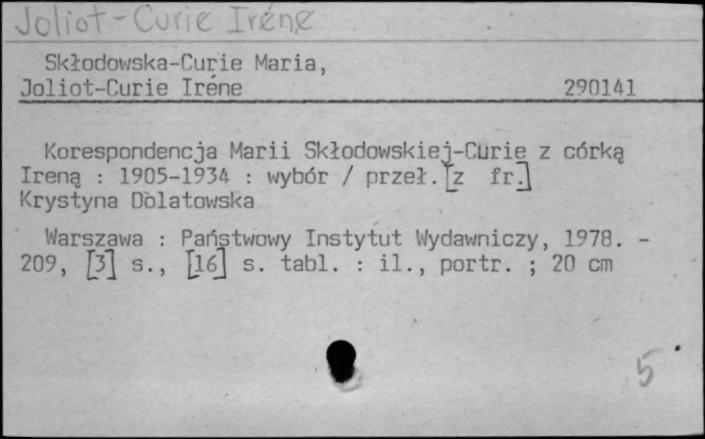 Joliot-Curie Irène
Skłodowska-Curie Maria,
Joliot-Curie Irène 290141
Korespondencja Marii Skłodowskiej-Curie z córką
Ireną : 1905-1934 : wybór / przeł. [z fr.]
Krystyna Dolatowska
Warszawa : Państwowy Instytut Wydawniczy, 1978. -
209, [3] s., [16] s. tabl. : il., portr. ; 20 cm
5